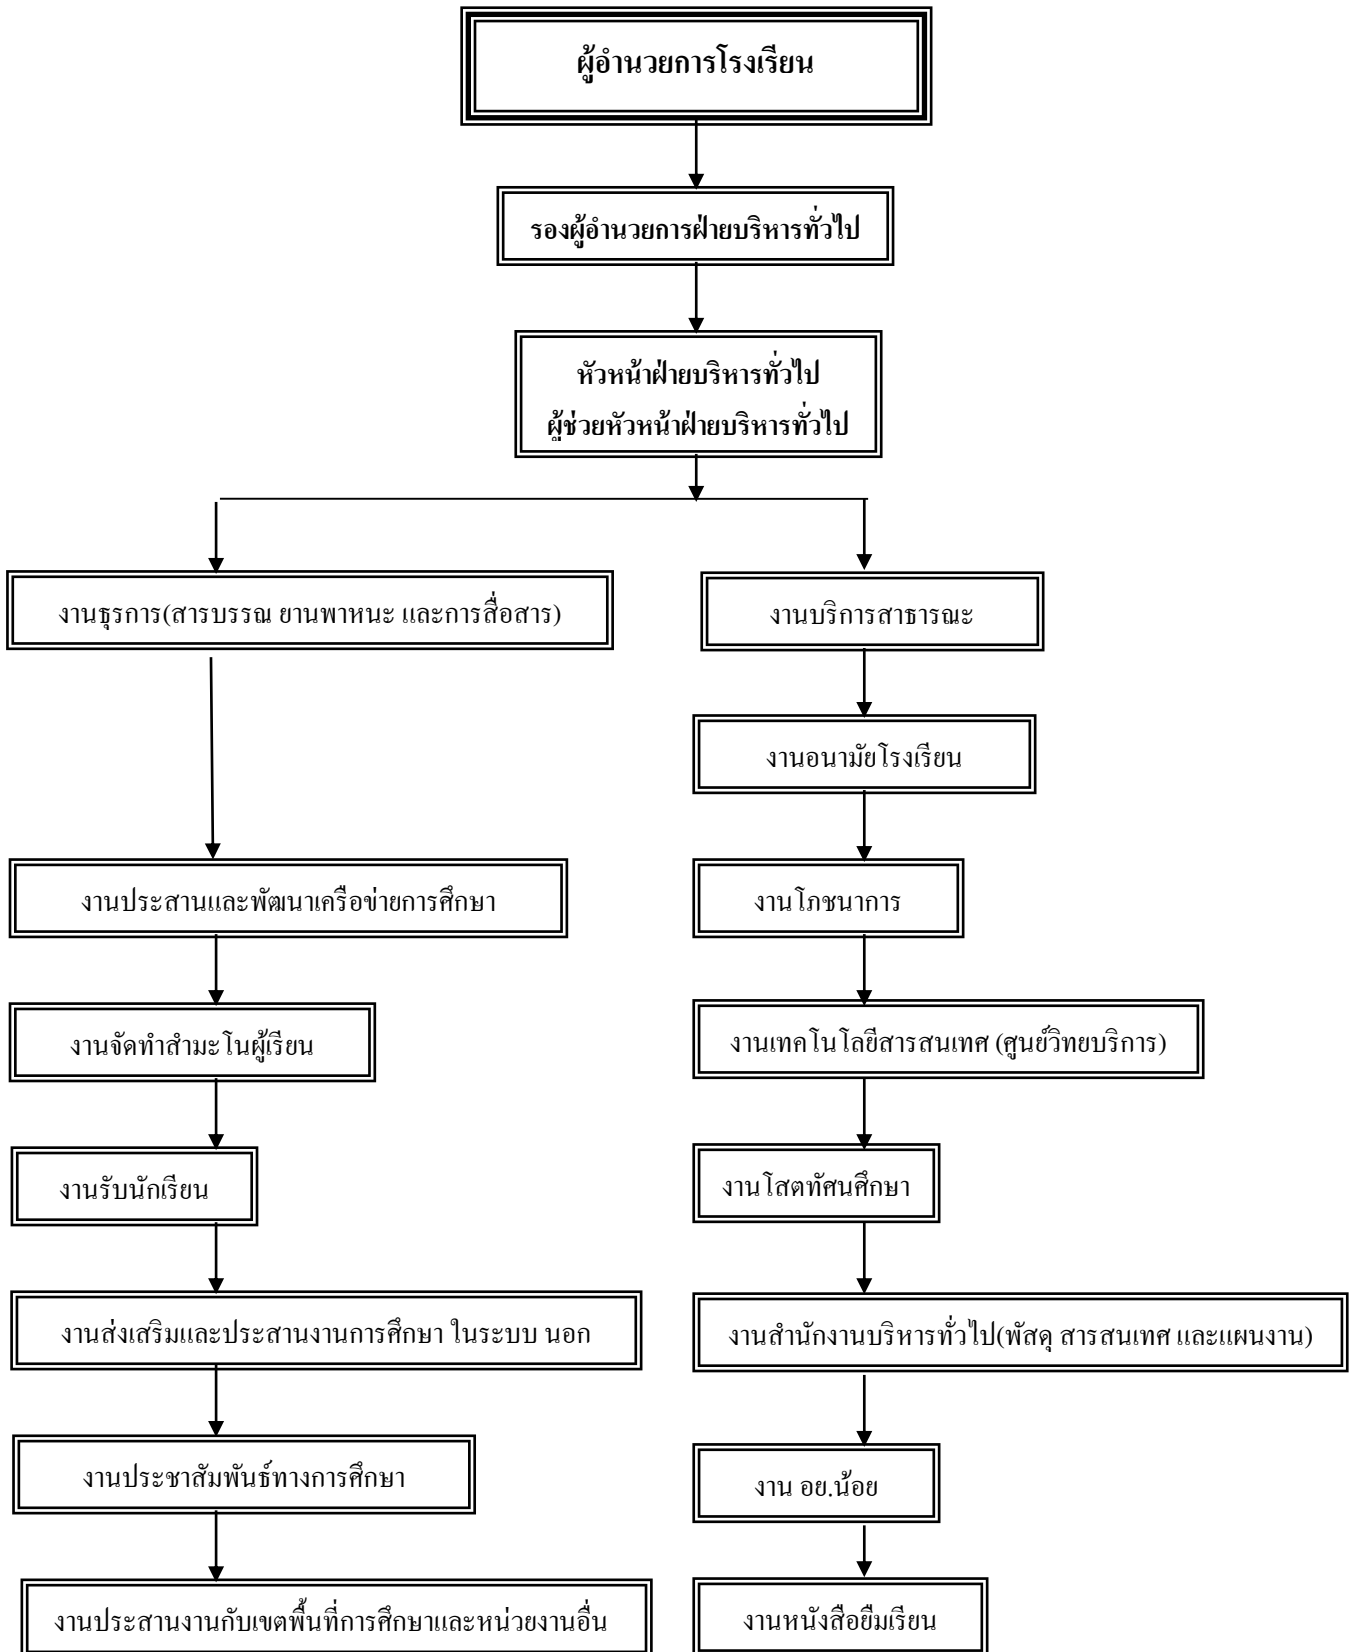 ผู้อำนวยการโรงเรียน
รองผู้อำนวยการฝ่ายบริหารทั่วไป
หัวหน้าฝ่ายบริหารทั่วไป
ผู้ช่วยหัวหน้าฝ่ายบริหารทั่วไป
งานธุรการ(สารบรรณ ยานพาหนะ และการสื่อสาร)
งานประสานและพัฒนาเครือข่ายการศึกษา
งานจัดทำสำมะโนผู้เรียน
งานรับนักเรียน
งานส่งเสริมและประสานงานการศึกษา ในระบบ นอก
งานประชาสัมพันธ์ทางการศึกษา
งานประสานงานกับเขตพื้นที่การศึกษาและหน่วยงานอื่น
งานบริการสาธารณะ
งานอนามัยโรงเรียน
งานโภชนาการ
งานเทคโนโลยีสารสนเทศ (ศูนย์วิทยบริการ)
งานโสตทัศนศึกษา
งานสำนักงานบริหารทั่วไป(พัสดุ สารสนเทศ และแผนงาน)
งาน อย.น้อย
งานหนังสือยืมเรียน